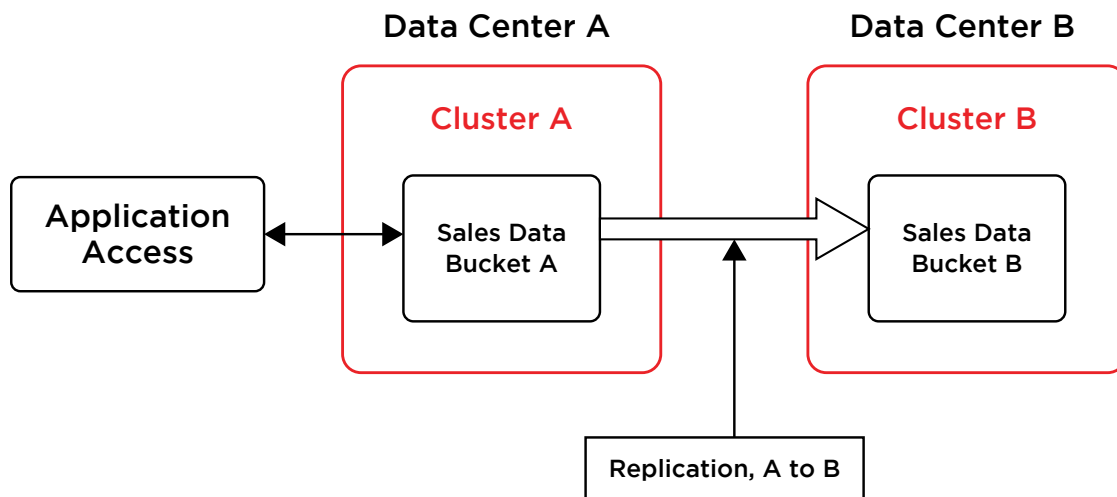 Data Center A
Data Center B
Cluster A
Cluster B
Application
Access
Sales Data
Bucket A
Sales Data
Bucket B
Replication, A to B